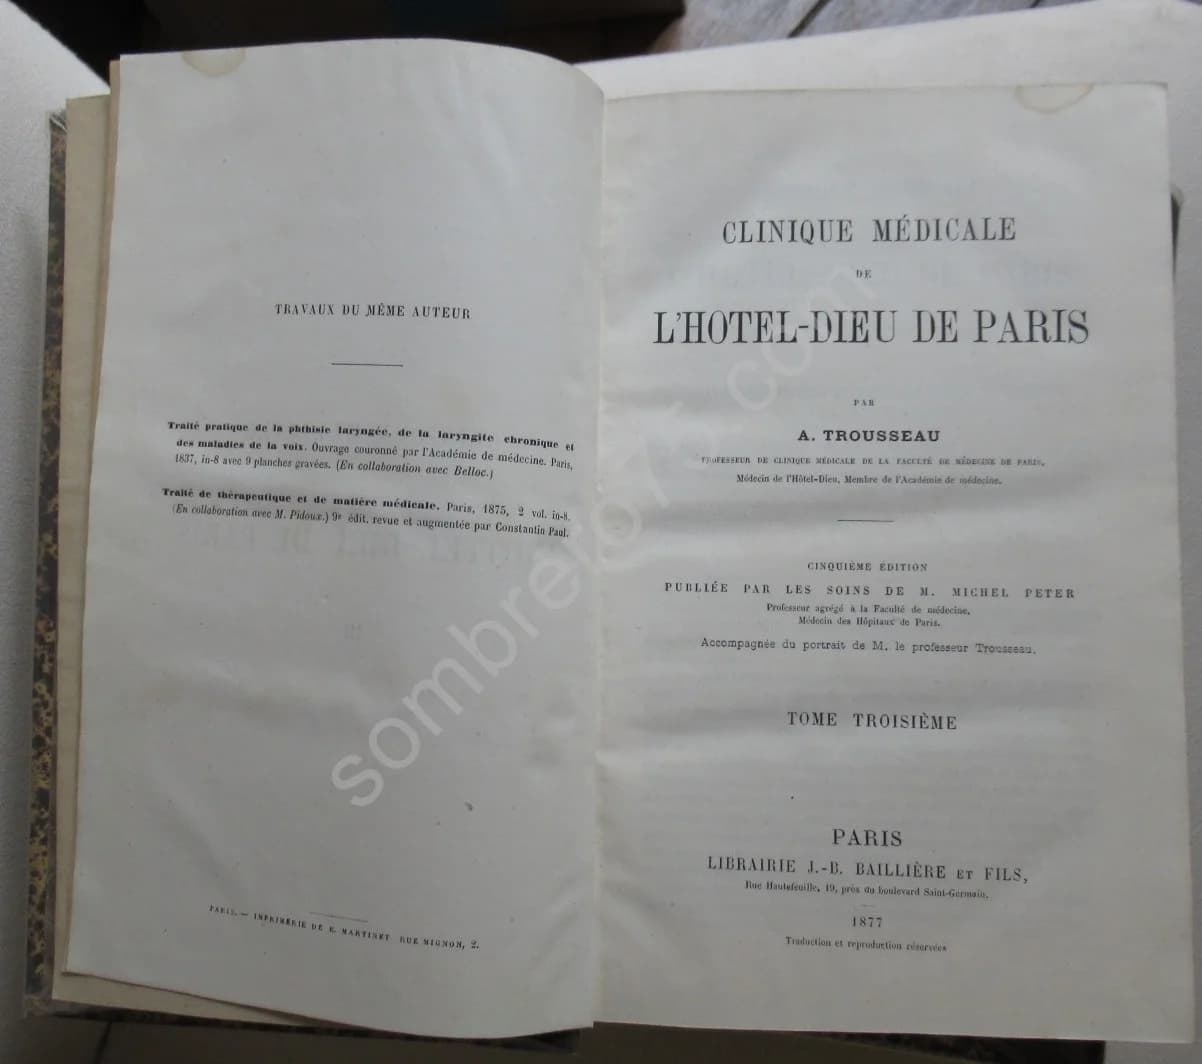 TRAVAUX DU MÊME AUTEUR
Traité pratique de la phthisie laryngée, de la laryngite chronique et
des maladies de la voix. Ouvrage couronné par l'Académie de médecine. Paris,
1837, in-8 avec 9 planches gravées. (En collaboration avec Belloc.)
Traité de thérapeutique et de matière médicale. Paris, 1875, 2 vol. in-8.
(En collaboration avec M. Pidoux.) 9e édit. revue et augmentée par Constantin Paul.
PARIS. — IMPRIMERIE DE E. MARTINET RUE MIGNON, 2.
CLINIQUE MÉDICALE
DE
L'HOTEL-DIEU DE PARIS
PAR
A. TROUSSEAU
PROFESSEUR DE CLINIQUE MÉDICALE DE LA FACULTÉ DE MÉDECINE DE PARIS,
Médecin de l'Hôtel-Dieu, Membre de l'Académie de médecine.
CINQUIÈME ÉDITION
PUBLIÉE PAR LES SOINS DE M. MICHEL PETER
Professeur agrégé à la Faculté de médecine,
Médecin des Hôpitaux de Paris.
Accompagnée du portrait de M. le professeur Trousseau.
TOME TROISIÈME
PARIS
LIBRAIRIE J.-B. BAILLIÈRE ET FILS,
Rue Hautefeuille, 19, près du boulevard Saint-Germain.
1877
Traduction et reproduction réservées
sombrero75.com